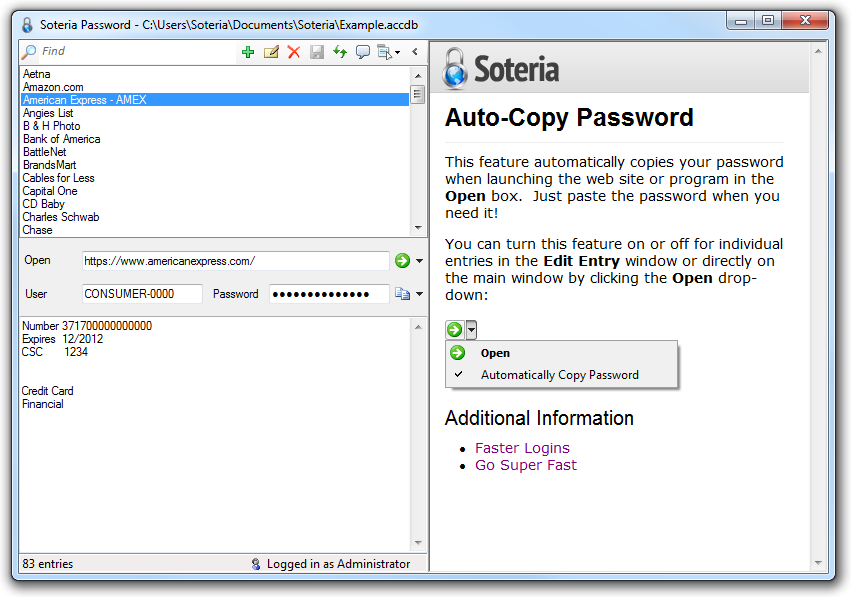 Soteria Password - C:\Users\Soteria\Documents\Soteria\Example.accdb
Find
Aetna
Amazon.com
American Express - AMEX
Angies List
B & H Photo
Bank of America
BattleNet
BrandsMart
Cables for Less
Capital One
CD Baby
Charles Schwab
Chase
Open https://www.americanexpress.com/
User CONSUMER-0000 Password ●●●●●●●●●●●●●●
Number 371700000000000
Expires 12/2012
CSC 1234
Credit Card
Financial
83 entries
Logged in as Administrator
Soteria
Auto-Copy Password
This feature automatically copies your password
when launching the web site or program in the
Open box. Just paste the password when you
need it!
You can turn this feature on or off for individual
entries in the Edit Entry window or directly on
the main window by clicking the Open drop-
down:
Open
Automatically Copy Password
Additional Information
• Faster Logins
• Go Super Fast